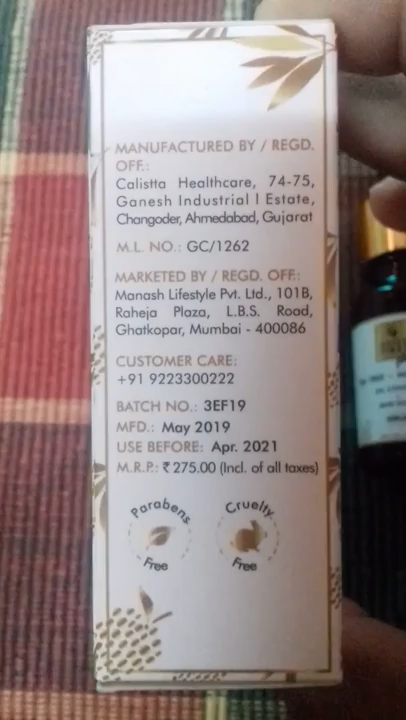 MANUFACTURED BY / REGD.
OFF.:
Calistta Healthcare, 74-75,
Ganesh Industrial I Estate,
Changoder, Ahmedabad, Gujarat
M.L. NO.: GC/1262
MARKETED BY / REGD. OFF.:
Manash Lifestyle Pvt. Ltd., 101B,
Raheja Plaza, L.B.S. Road,
Ghatkopar, Mumbai - 400086
CUSTOMER CARE:
+91 9223300222
BATCH NO.: 3EF19
MFD.: May 2019
USE BEFORE: Apr. 2021
M.R.P.: ₹ 275.00 (Incl. of all taxes)
Parabens
Free
Cruelty
Free